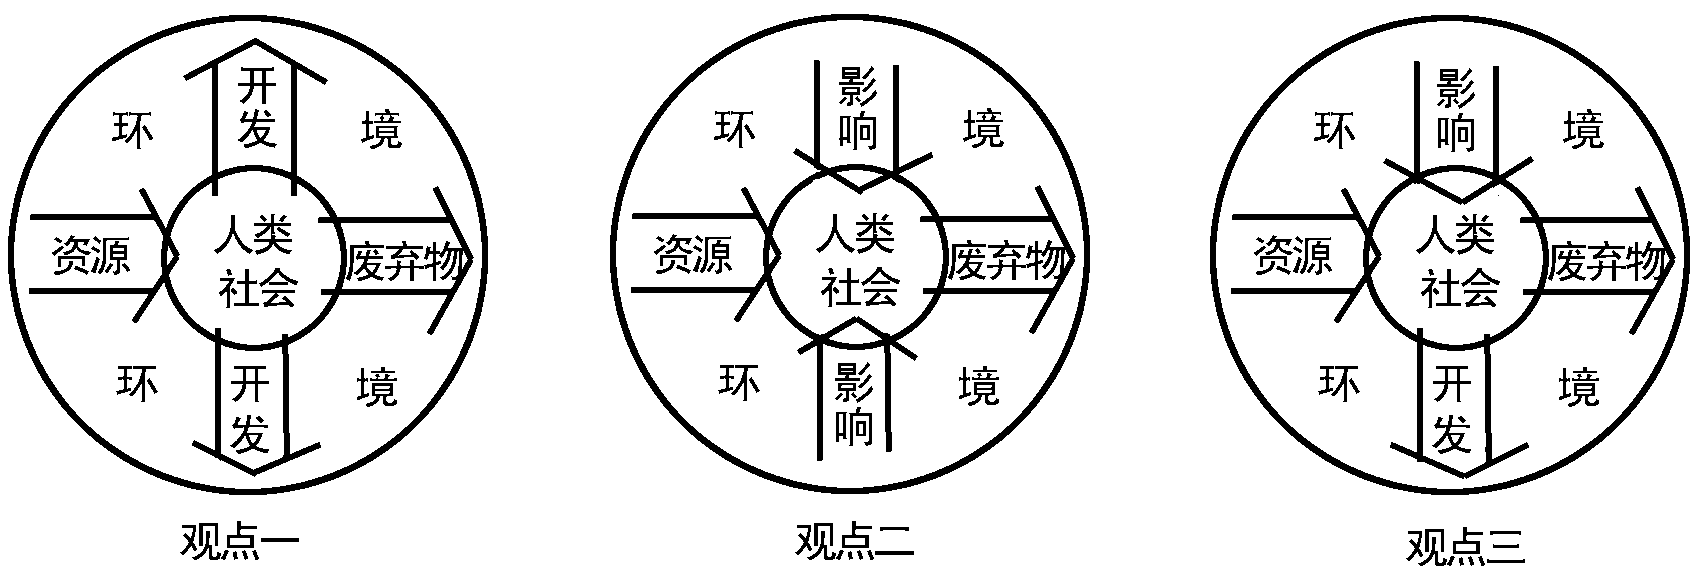 开发
环 境
人类
社会
资源
废弃物
环 境
开发
观点一
影响
环 境
人类
社会
资源
废弃物
环 境
影响
观点二
影响
环 境
人类
社会
资源
废弃物
环 境
开发
观点三